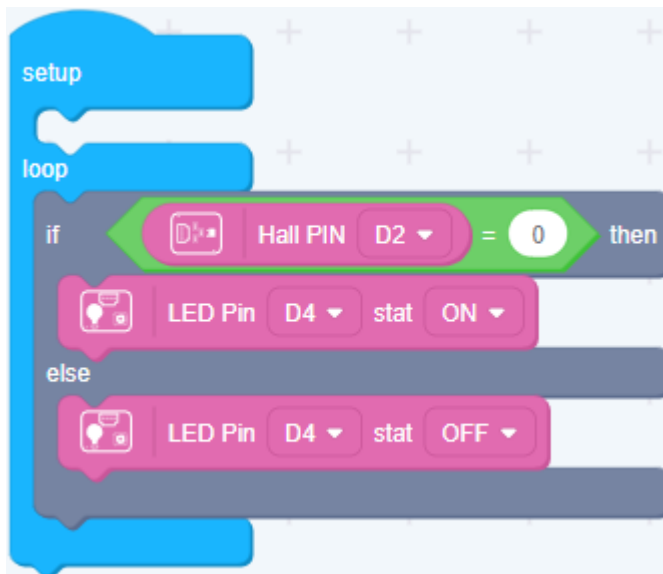 setup
loop
if Hall PIN D2 = 0 then
LED Pin D4 stat ON
else
LED Pin D4 stat OFF